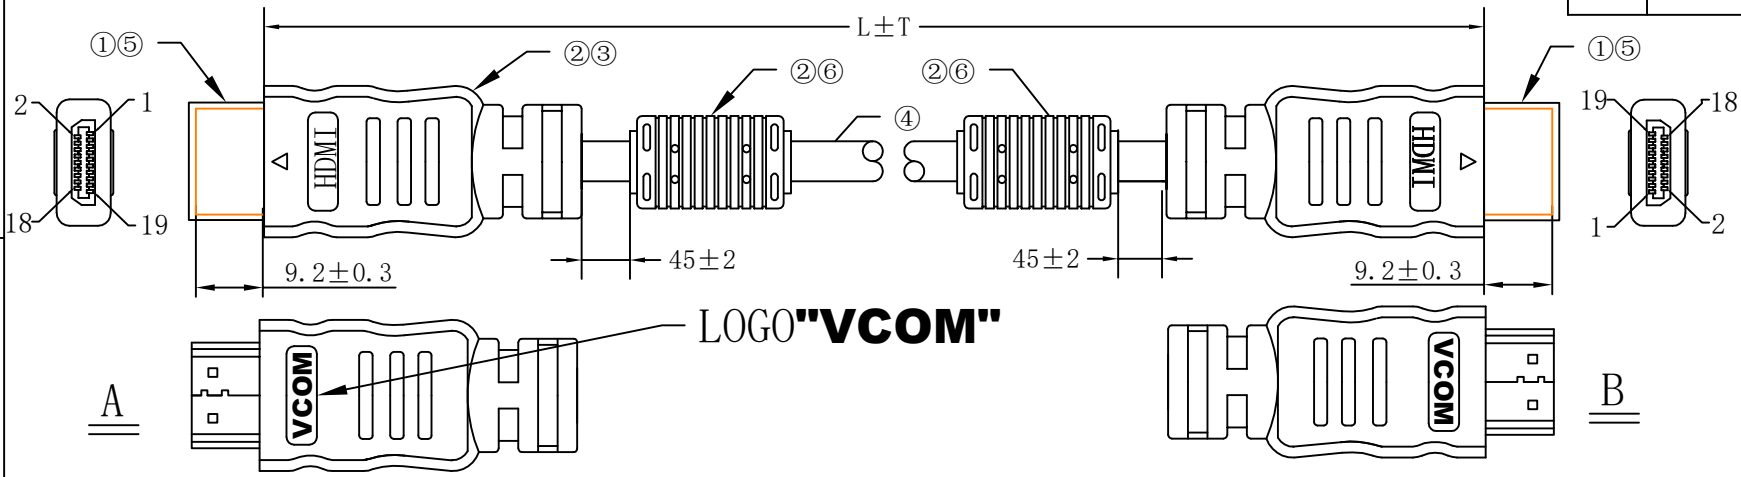 L±T
①⑤
②③
②⑥
②⑥
①⑤
④
2
1
18
19
HDMI
HDMI
19
18
1
2
9.2±0.3
45±2
45±2
9.2±0.3
LOGO"VCOM"
A
VCOM
VCOM
B